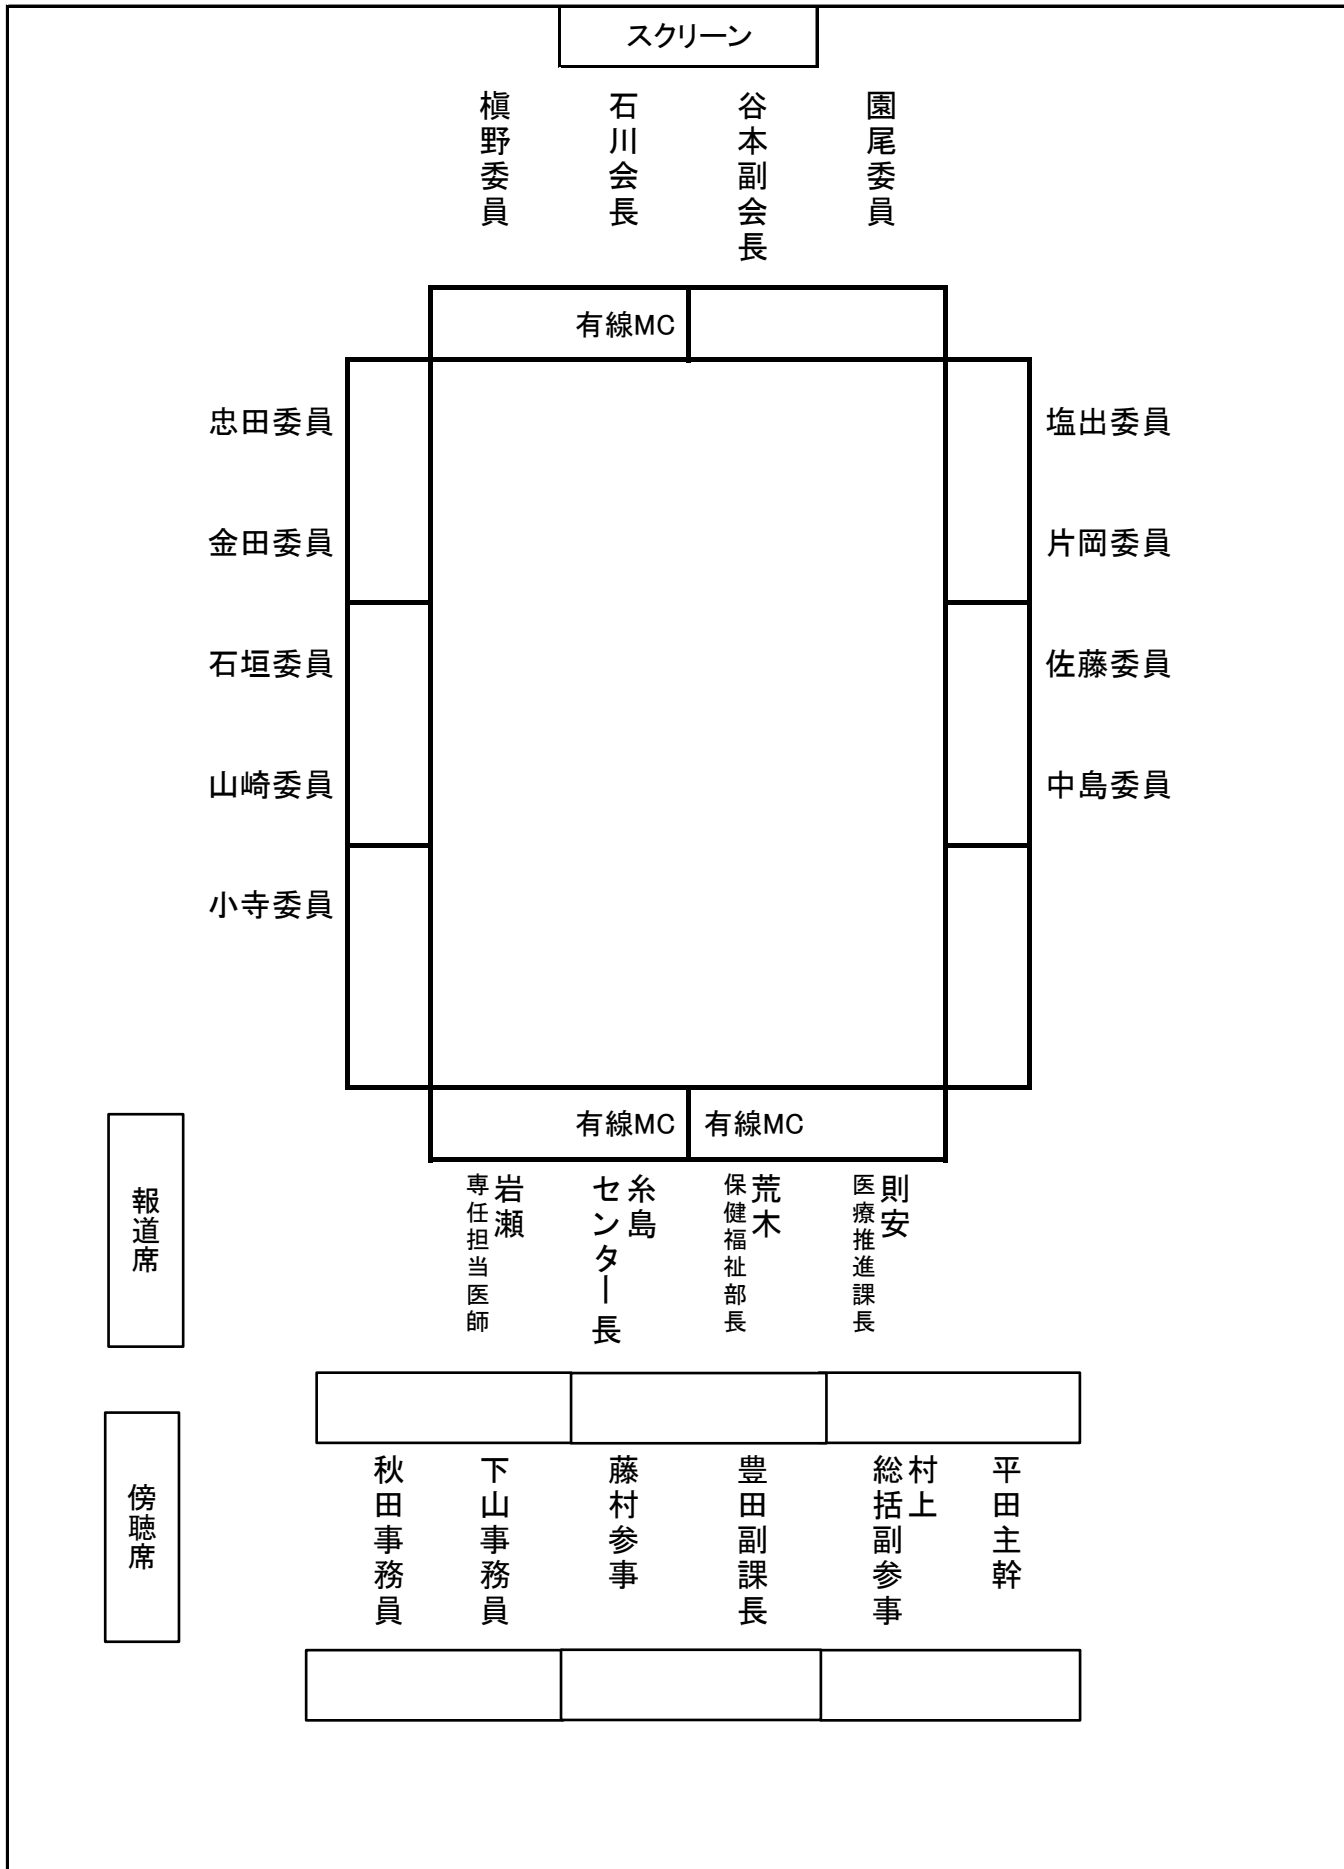 スクリーン
槇野委員
石川会長
谷本副会長
園尾委員
有線MC
忠田委員
塩出委員
金田委員
片岡委員
石垣委員
佐藤委員
山崎委員
中島委員
小寺委員
有線MC
有線MC
報道席
岩瀬
専任担当医師
糸島
センター長
荒木
保健福祉部長
則安
医療推進課長
傍聴席
秋田事務員
下山事務員
藤村参事
豊田副課長
村上
総括副参事
平田主幹